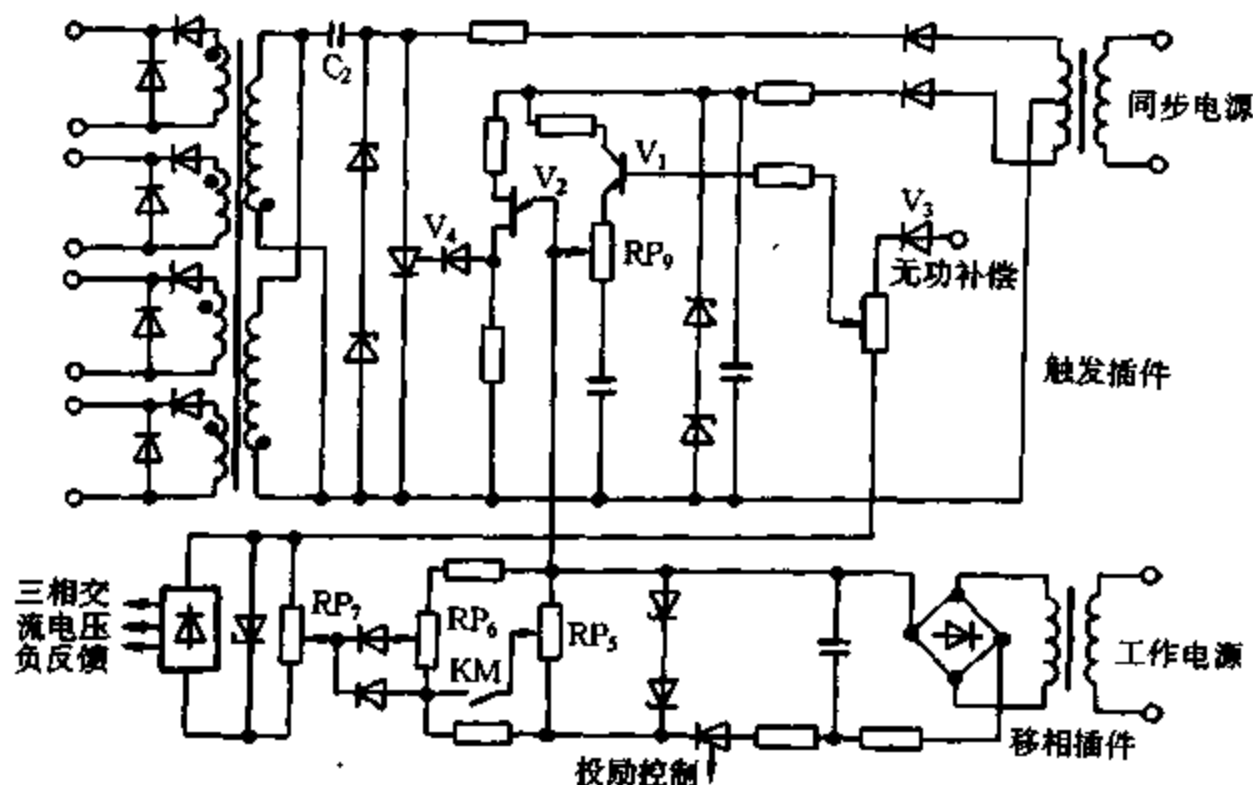 C₂
同步电源
V₁
V₂
V₃
V₄
RP₉
无功补偿
触发插件
三相交
流电压
负反馈
RP₇
RP₆
KM
RP₅
工作电源
移相插件
投励控制